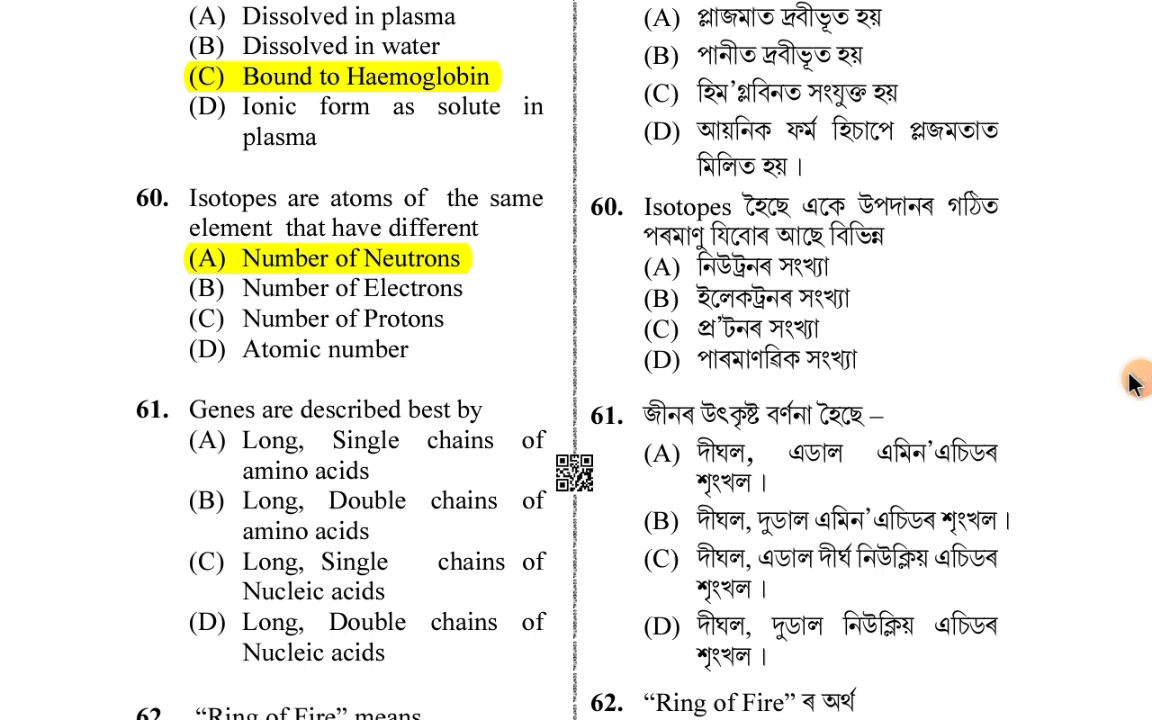 (A) Dissolved in plasma
(B) Dissolved in water
(C) Bound to Haemoglobin
(D) Ionic form as solute in
plasma
60. Isotopes are atoms of the same
element that have different
(A) Number of Neutrons
(B) Number of Electrons
(C) Number of Protons
(D) Atomic number
61. Genes are described best by
(A) Long, Single chains of
amino acids
(B) Long, Double chains of
amino acids
(C) Long, Single chains of
Nucleic acids
(D) Long, Double chains of
Nucleic acids
62. “Ring of Fire” means
(A) প্লাজমাত দ্ৰবীভূত হয়
(B) পানীত দ্ৰবীভূত হয়
(C) হিম’গ্লবিনত সংযুক্ত হয়
(D) আয়নিক ফৰ্ম হিচাপে প্লজমতাত
মিলিত হয়।
60. Isotopes হৈছে একে উপদানৰ গঠিত
পৰমাণু যিবোৰ আছে বিভিন্ন
(A) নিউট্ৰনৰ সংখ্যা
(B) ইলেকট্ৰনৰ সংখ্যা
(C) প্ৰ’টনৰ সংখ্যা
(D) পাৰমাণৱিক সংখ্যা
61. জীনৰ উৎকৃষ্ট বৰ্ণনা হৈছে –
(A) দীঘল, এডাল এমিন’এচিডৰ
শৃংখল।
(B) দীঘল, দুডাল এমিন’এচিডৰ শৃংখল।
(C) দীঘল, এডাল দীৰ্ঘ নিউক্লিয় এচিডৰ
শৃংখল।
(D) দীঘল, দুডাল নিউক্লিয় এচিডৰ
শৃংখল।
62. “Ring of Fire” ৰ অৰ্থ